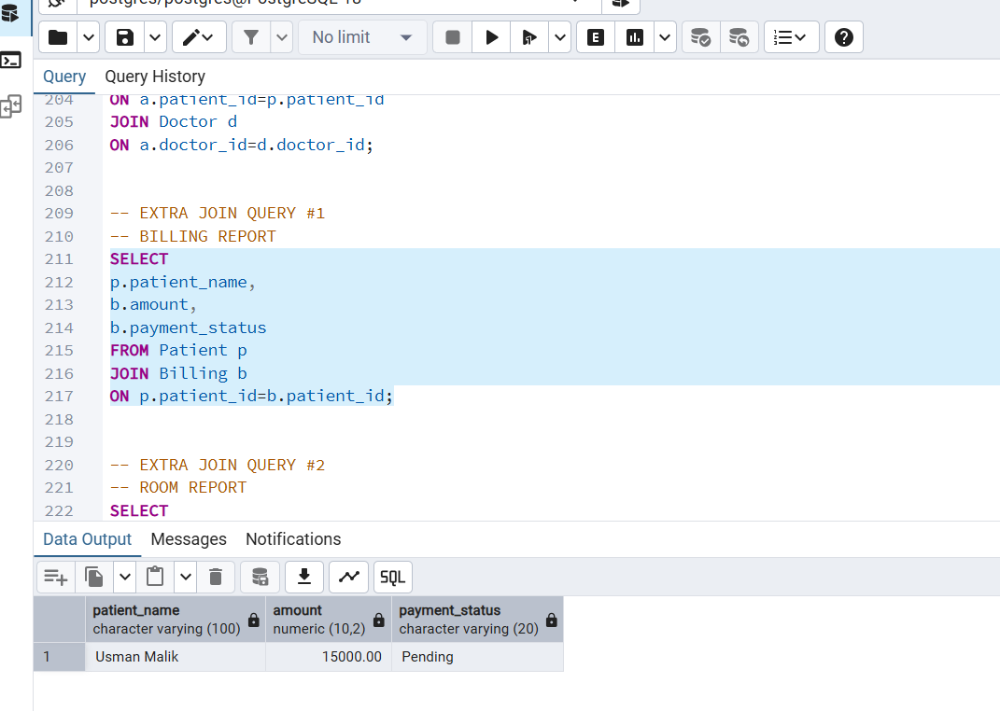 postgres/postgres@PostgreSQL 18
No limit
E
Query Query History
204 ON a.patient_id=p.patient_id
205 JOIN Doctor d
206 ON a.doctor_id=d.doctor_id;
207
208
209 -- EXTRA JOIN QUERY #1
210 -- BILLING REPORT
211 SELECT
212 p.patient_name,
213 b.amount,
214 b.payment_status
215 FROM Patient p
216 JOIN Billing b
217 ON p.patient_id=b.patient_id;
218
219
220 -- EXTRA JOIN QUERY #2
221 -- ROOM REPORT
222 SELECT
Data Output Messages Notifications
SQL
patient_name amount payment_status
character varying (100) numeric (10,2) character varying (20)
1 Usman Malik 15000.00 Pending